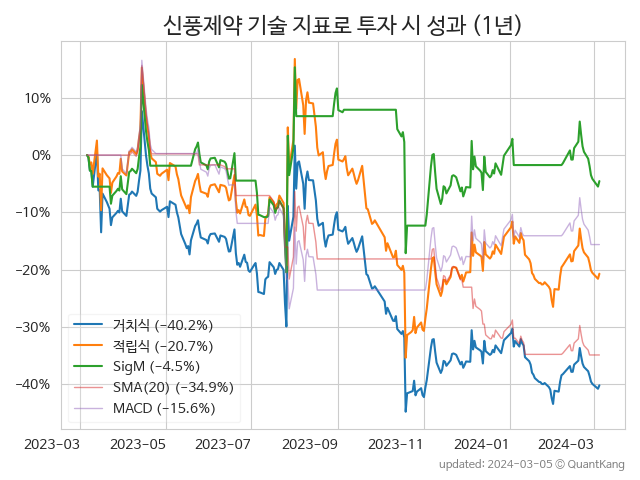 신풍제약 기술 지표로 투자 시 성과 (1년)
10%
0%
−10%
−20%
−30%
−40%
거치식 (−40.2%)
적립식 (−20.7%)
SigM (−4.5%)
SMA(20) (−34.9%)
MACD (−15.6%)
2023−03 2023−05 2023−07 2023−09 2023−11 2024−01 2024−03
updated: 2024-03-05 © QuantKang